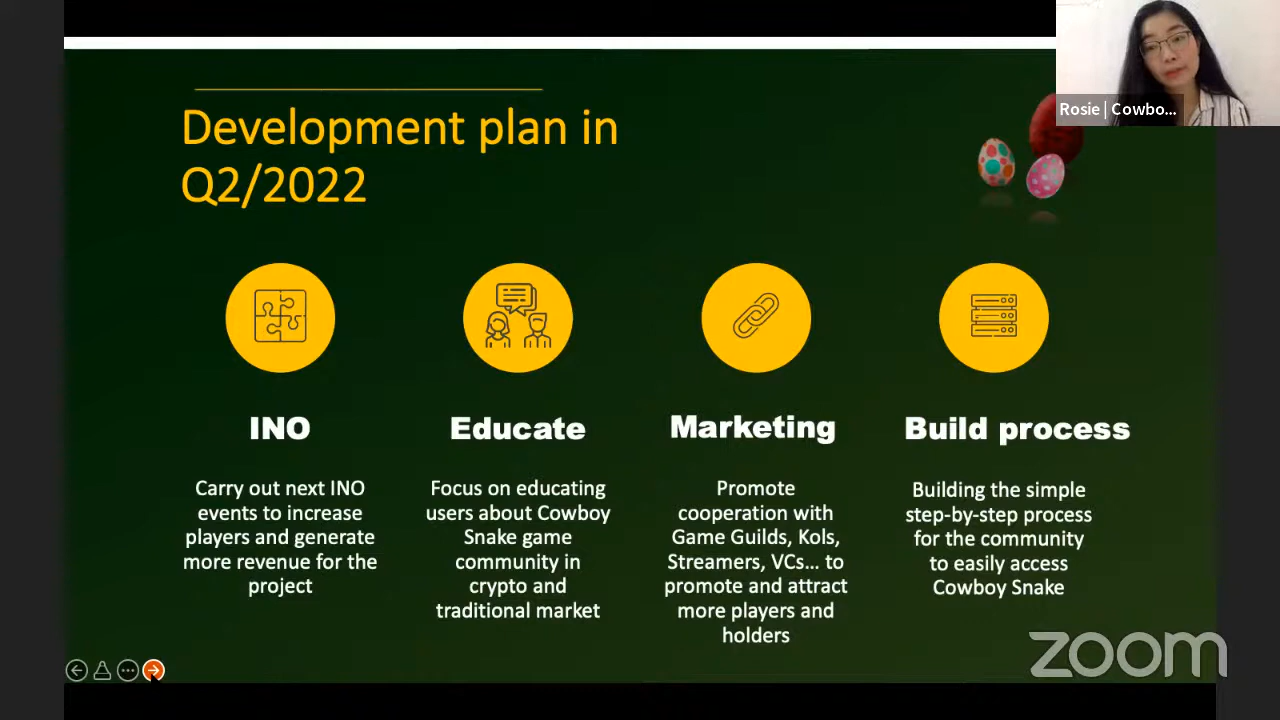 Rosie | Cowbo...
Development plan in
Q2/2022
INO
Carry out next INO
events to increase
players and generate
more revenue for the
project
Educate
Focus on educating
users about Cowboy
Snake game
community in
crypto and
traditional market
Marketing
Promote
cooperation with
Game Guilds, Kols,
Streamers, VCs... to
promote and attract
more players and
holders
Build process
Building the simple
step-by-step process
for the community
to easily access
Cowboy Snake
zoom